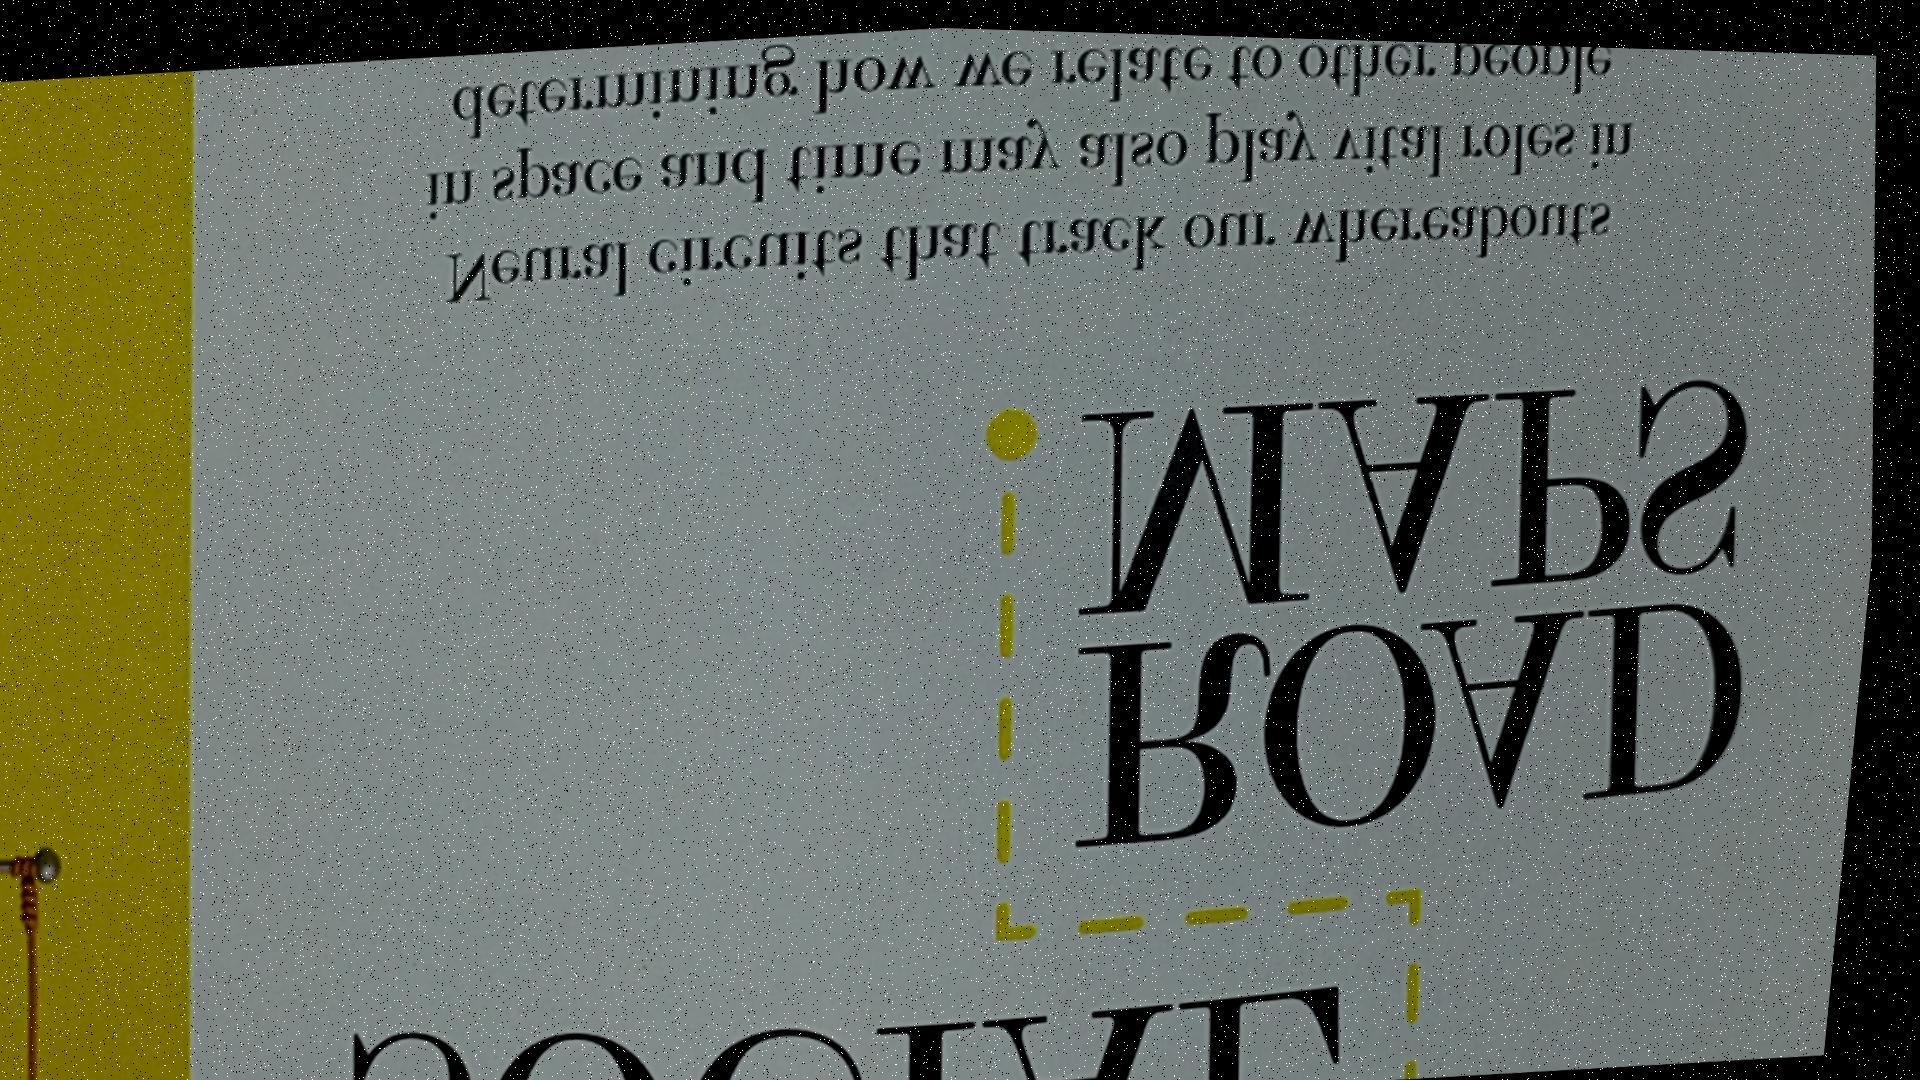 SOCIAL
ROAD
MAPS
Neural circuits that track our whereabouts
in space and time may also play vital roles in
determining how we relate to other people